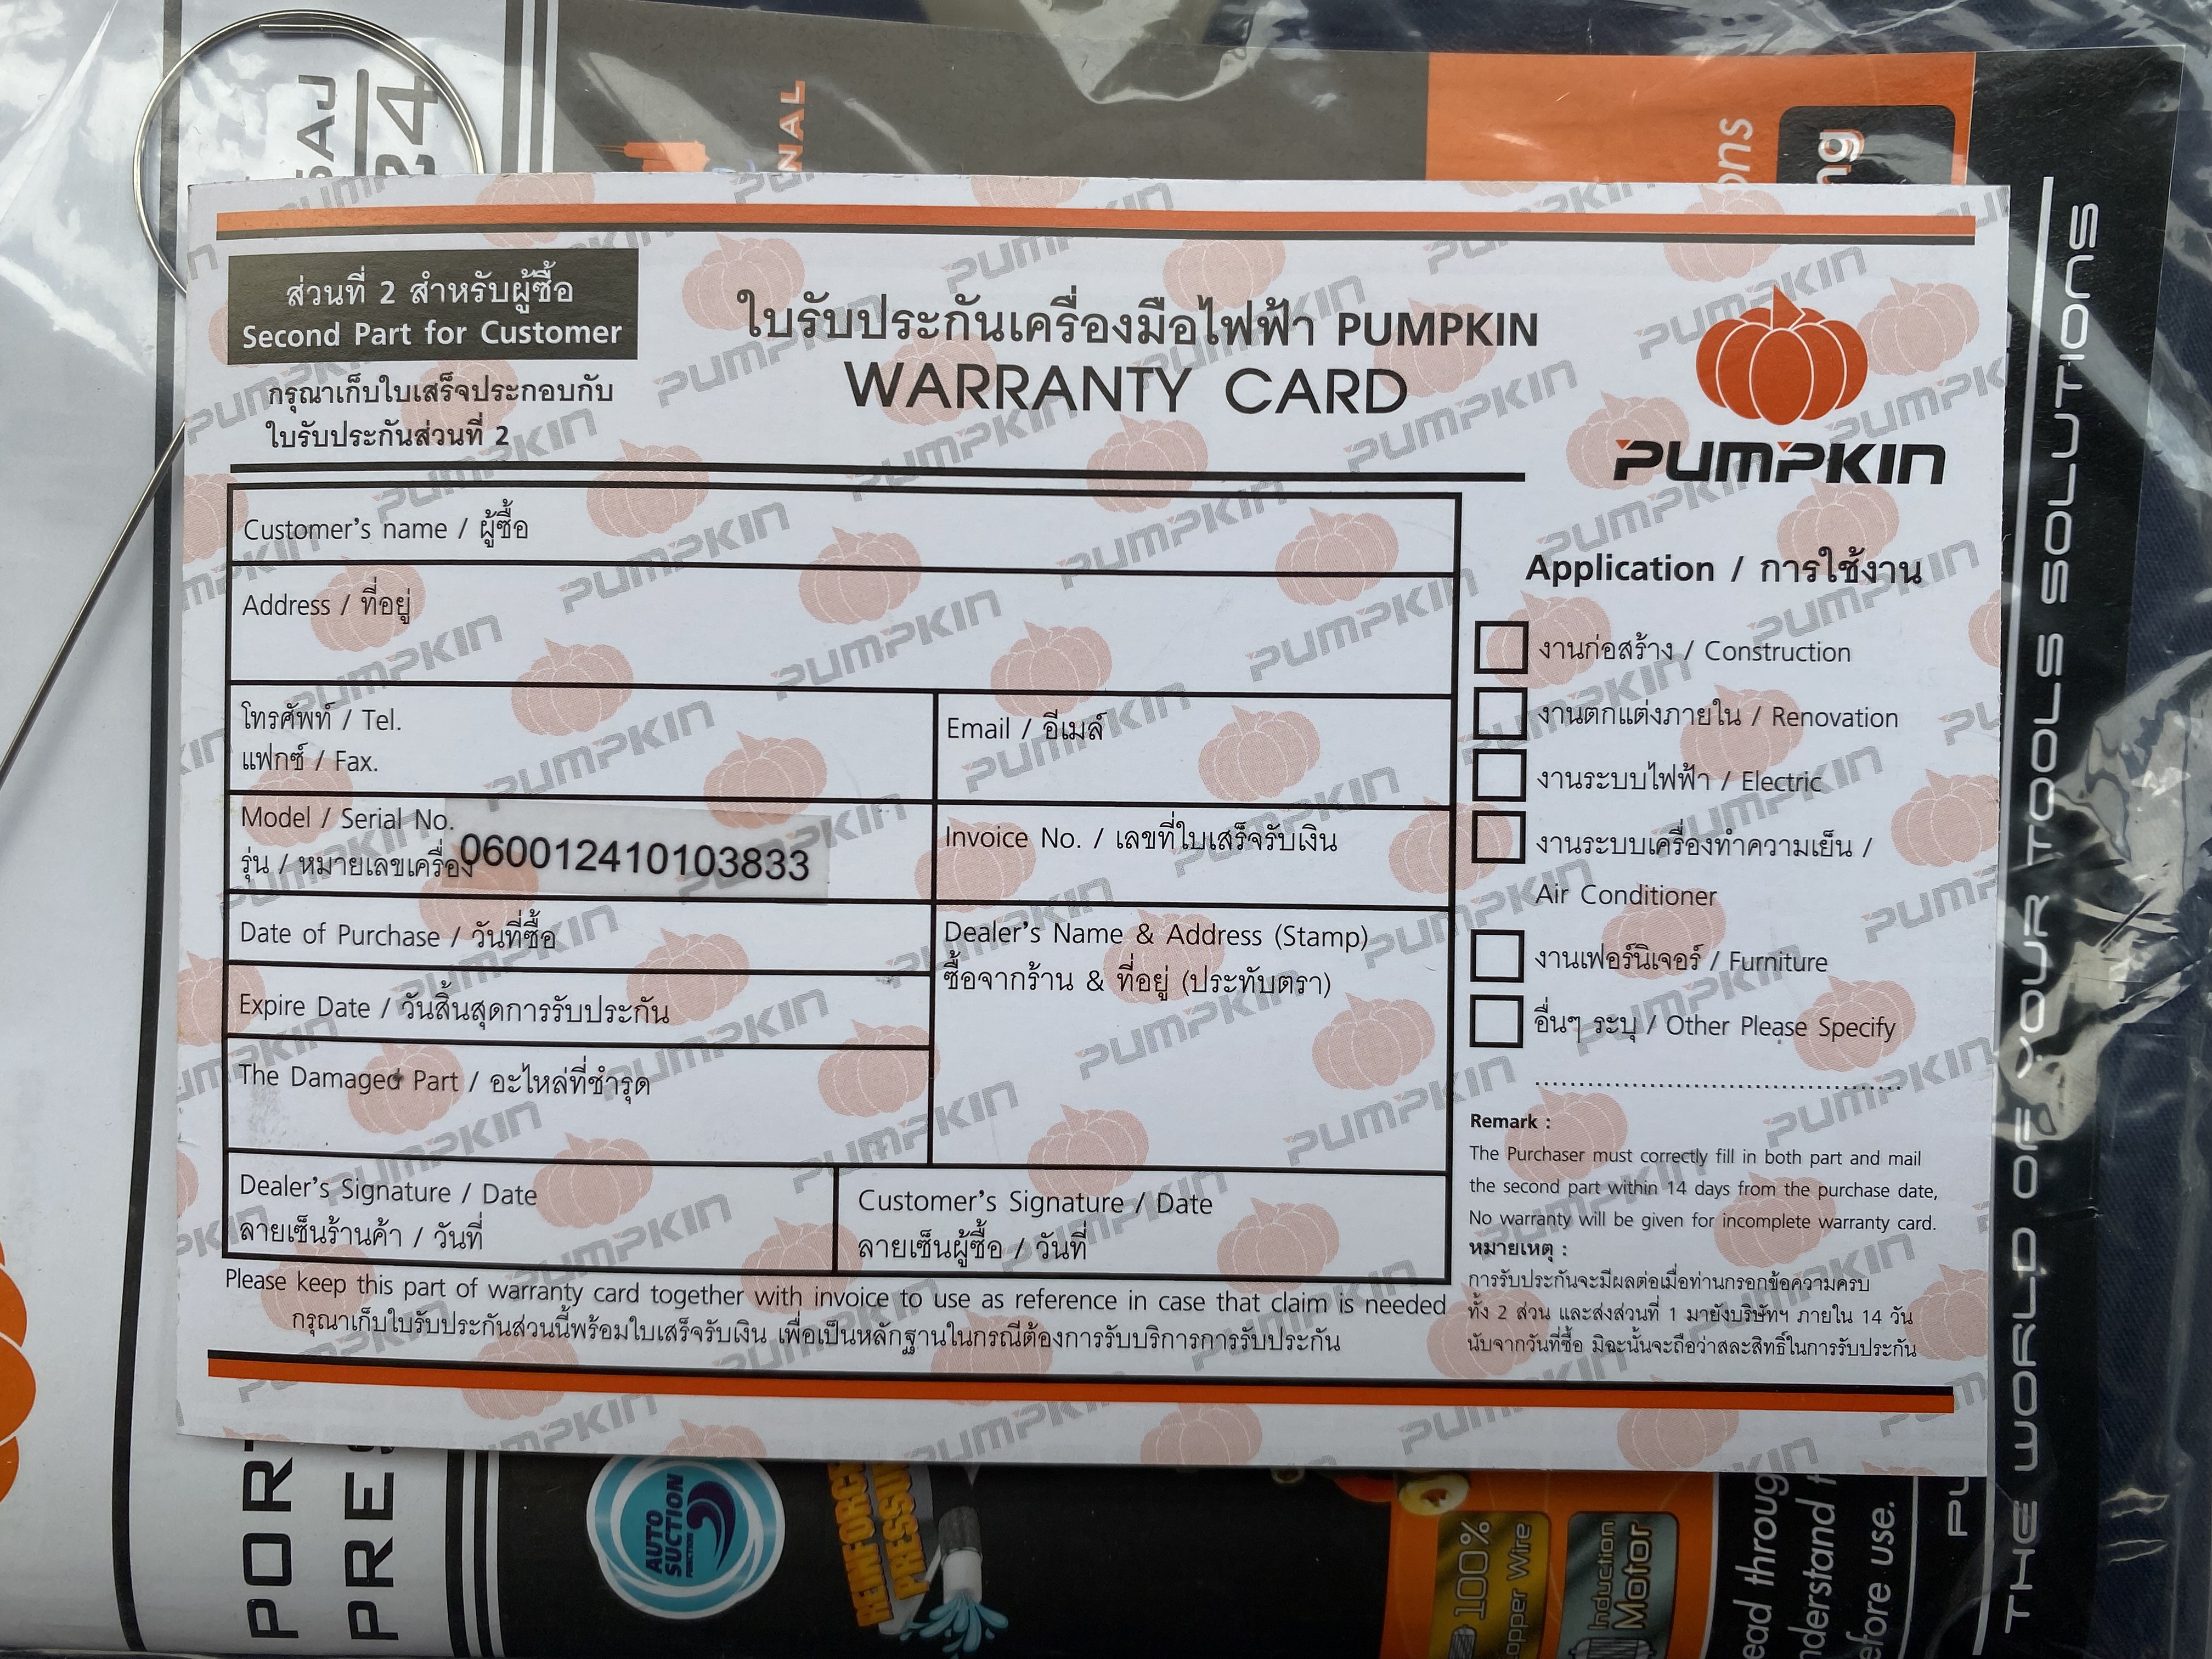 ส่วนที่ 2 สำหรับผู้ซื้อ
Second Part for Customer
กรุณาเก็บใบเสร็จประกอบกับ
ใบรับประกันส่วนที่ 2
ใบรับประกันเครื่องมือไฟฟ้า PUMPKIN
WARRANTY CARD
PUMPKIN
Customer's name / ผู้ซื้อ
Address / ที่อยู่
โทรศัพท์ / Tel.
แฟกซ์ / Fax.
Email / อีเมล์
Model / Serial No.
รุ่น / หมายเลขเครื่อง
060012410103833
Invoice No. / เลขที่ใบเสร็จรับเงิน
Date of Purchase / วันที่ซื้อ
Expire Date / วันสิ้นสุดการรับประกัน
The Damaged Part / อะไหล่ที่ชำรุด
Dealer's Name & Address (Stamp)
ซื้อจากร้าน & ที่อยู่ (ประทับตรา)
Dealer's Signature / Date
ลายเซ็นร้านค้า / วันที่
Customer's Signature / Date
ลายเซ็นผู้ซื้อ / วันที่
Please keep this part of warranty card together with invoice to use as reference in case that claim is needed
กรุณาเก็บใบรับประกันส่วนนี้พร้อมใบเสร็จรับเงิน เพื่อเป็นหลักฐานในกรณีต้องการรับบริการการรับประกัน
Application / การใช้งาน
งานก่อสร้าง / Construction
งานตกแต่งภายใน / Renovation
งานระบบไฟฟ้า / Electric
งานระบบเครื่องทำความเย็น /
Air Conditioner
งานเฟอร์นิเจอร์ / Furniture
อื่นๆ ระบุ / Other Please Specify
Remark :
The Purchaser must correctly fill in both part and mail
the second part within 14 days from the purchase date,
No warranty will be given for incomplete warranty card.
หมายเหตุ :
การรับประกันจะมีผลต่อเมื่อท่านกรอกข้อความครบ
ทั้ง 2 ส่วน และส่งส่วนที่ 1 มายังบริษัทฯ ภายใน 14 วัน
นับจากวันที่ซื้อ มิฉะนั้นจะถือว่าสละสิทธิ์ในการรับประกัน
THE WORLD OF YOUR TOOLS SOLUTIONS
AUTO
SUCTION
100%
Induction
Motor
before use.